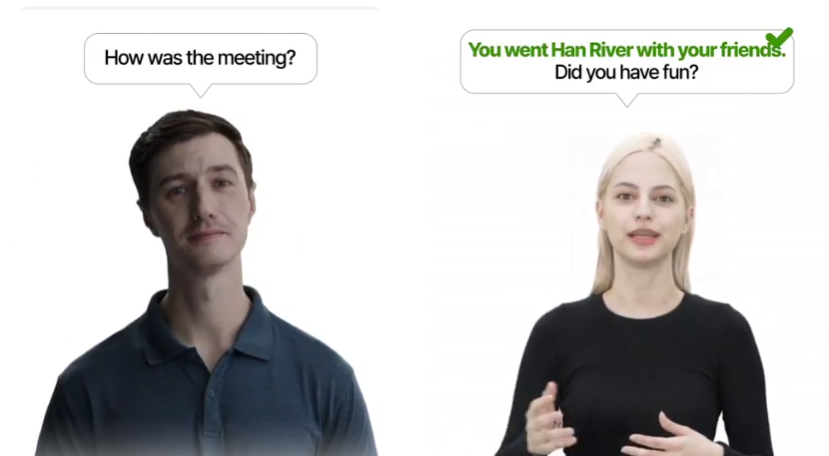 How was the meeting?
You went Han River with your friends.
Did you have fun?